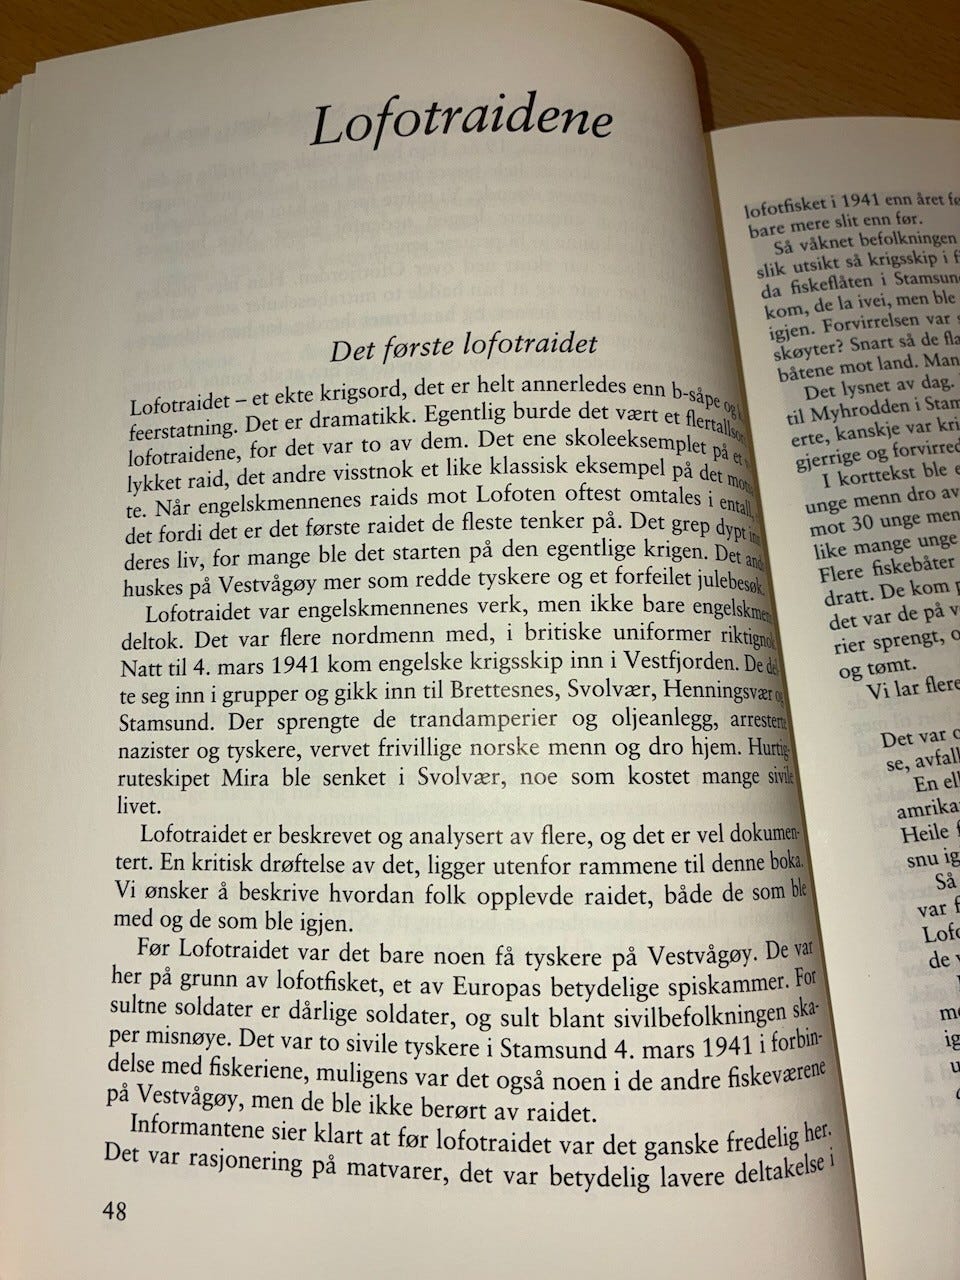 Lofotraidene
Det første lofotraidet
Lofotraidet – et ekte krigsord, det er helt annerledes enn b-såpe og
feerstatning. Det er dramatikk. Egentlig burde det vært et flertallsor
lofotraidene, for det var to av dem. Det ene skoleeksemplet på et
lykket raid, det andre visstnok et like klassisk eksempel på det mot
te. Når engelskmennenes raids mot Lofoten oftest omtales i entall,
det fordi det er det første raidet de fleste tenker på. Det grep dypt inn
deres liv, for mange ble det starten på den egentlige krigen. Det and
huskes på Vestvågøy mer som redde tyskere og et forfeilet julebesøk.
Lofotraidet var engelskmennenes verk, men ikke bare engelskmen
deltok. Det var flere nordmenn med, i britiske uniformer riktignok.
Natt til 4. mars 1941 kom engelske krigsskip inn i Vestfjorden. De del
te seg inn i grupper og gikk inn til Brettesnes, Svolvær, Henningsvær og
Stamsund. Der sprengte de trandamperier og oljeanlegg, arresterte
nazister og tyskere, vervet frivillige norske menn og dro hjem. Hurtig-
ruteskipet Mira ble senket i Svolvær, noe som kostet mange sivile
livet.
Lofotraidet er beskrevet og analysert av flere, og det er vel dokumen-
tert. En kritisk drøftelse av det, ligger utenfor rammene til denne boka.
Vi ønsker å beskrive hvordan folk opplevde raidet, både de som ble
med og de som ble igjen.
Før Lofotraidet var det bare noen få tyskere på Vestvågøy. De var
her på grunn av lofotfisket, et av Europas betydelige spiskammer. For
sultne soldater er dårlige soldater, og sult blant sivilbefolkningen ska-
per misnøye. Det var to sivile tyskere i Stamsund 4. mars 1941 i forbin-
delse med fiskeriene, muligens var det også noen i de andre fiskeværene
på Vestvågøy, men de ble ikke berørt av raidet.
Informantene sier klart at før lofotraidet var det ganske fredelig her.
Det var rasjonering på matvarer, det var betydelig lavere deltakelse i
48
lofotfisket i 1941 enn året fø
bare mere slit enn før.
Så våknet befolkningen
slik utsikt så krigsskip i f
da fiskeflåten i Stamsund
kom, de la ivei, men ble
igjen. Forvirrelsen var
skøyter? Snart så de fla
båtene mot land. Man
Det lysnet av dag.
til Myhrodden i Stam
erte, kanskje var kri
gjerrige og forvirred
I korttekst ble e
unge menn dro av
mot 30 unge men
like mange unge
Flere fiskebåter
dratt. De kom p
det var de på v
rier sprengt, o
og tømt.
Vi lar flere
Det var o
se, avfall
En ell
amrika
Heile f
snu ig
Så
var f
Lofo
de v
me
ig
u